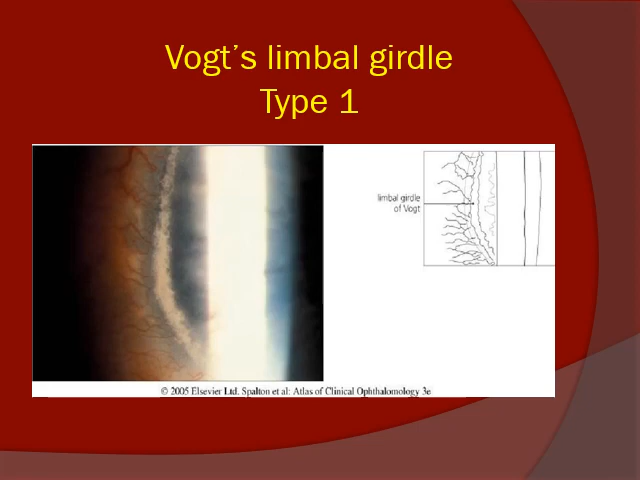 Vogt’s limbal girdle
Type 1
limbal girdle
of Vogt
© 2005 Elsevier Ltd. Spalton et al: Atlas of Clinical Ophthalmology 3e